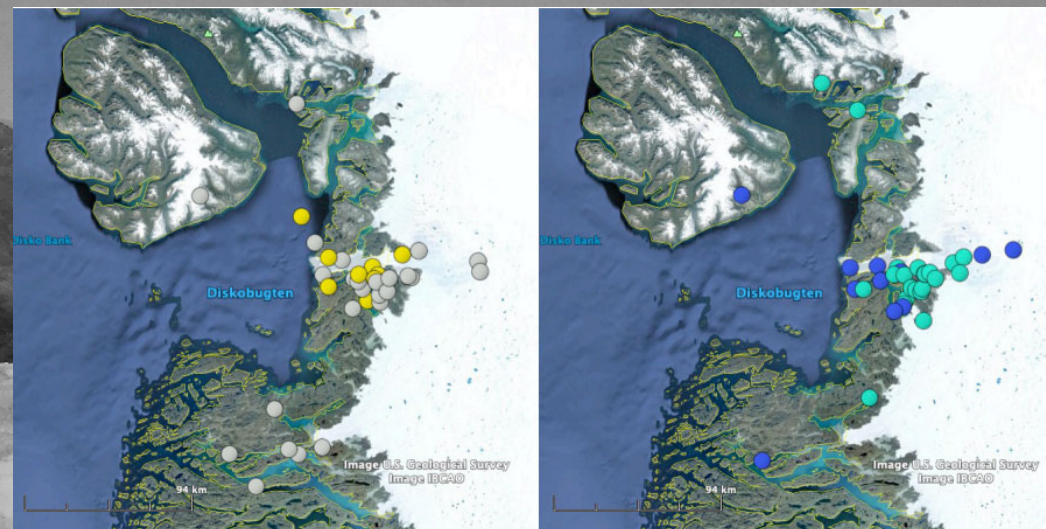 Disko Bank
Diskobugten
Image U.S. Geological Survey
Image IBCAO
94 km
Disko Bank
Diskobugten
Image U.S. Geological Survey
Image IBCAO
94 km